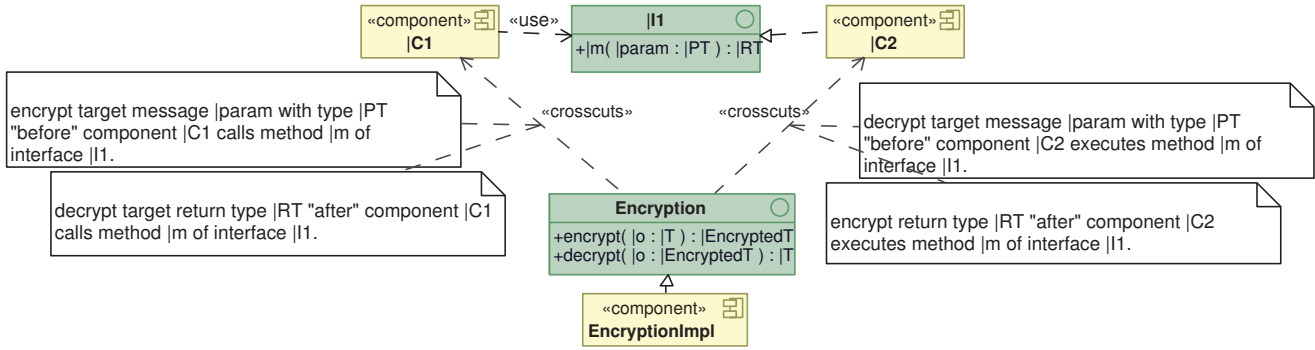 «component»
|C1
«use»
|I1
+|m( |param : |PT ) : |RT
«component»
|C2
encrypt target message |param with type |PT
"before" component |C1 calls method |m of
interface |I1.
«crosscuts»
«crosscuts»
decrypt target message |param with type |PT
"before" component |C2 executes method |m of
interface |I1.
decrypt target return type |RT "after" component |C1
calls method |m of interface |I1.
Encryption
+encrypt( |o : |T ) : |EncryptedT
+decrypt( |o : |EncryptedT ) : |T
encrypt return type |RT "after" component |C2
executes method |m of interface |I1.
«component»
EncryptionImpl